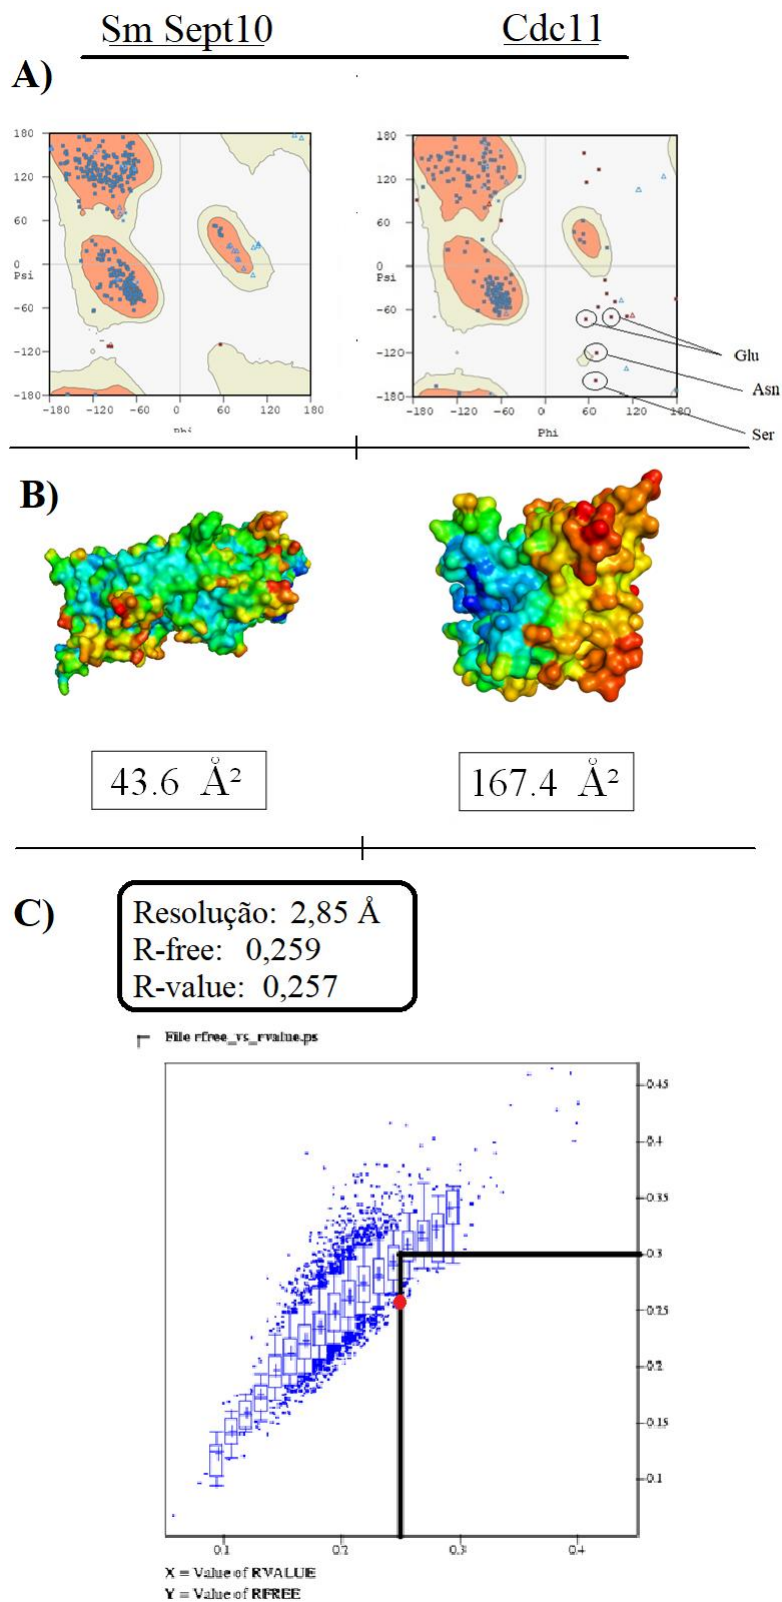 Sm Sept10 Cdc11
A)
180 180
120 120
60 60
0 0
Psi Psi
-60 -60
-120 -120
-180 -180
-180 -120 -60 0 60 120 180 -180 -120 -60 0 60 120 180
Phi Phi
Glu
Asn
Ser
B)
43.6 Å² 167.4 Å²
C)
Resolução: 2,85 Å
R-free: 0,259
R-value: 0,257
File rfree_vs_rvalue.ps
0.45
0.4
0.35
0.3
0.25
0.2
0.15
0.1
0.1 0.2 0.3 0.4
X = Value of RVALUE
Y = Value of RFREE